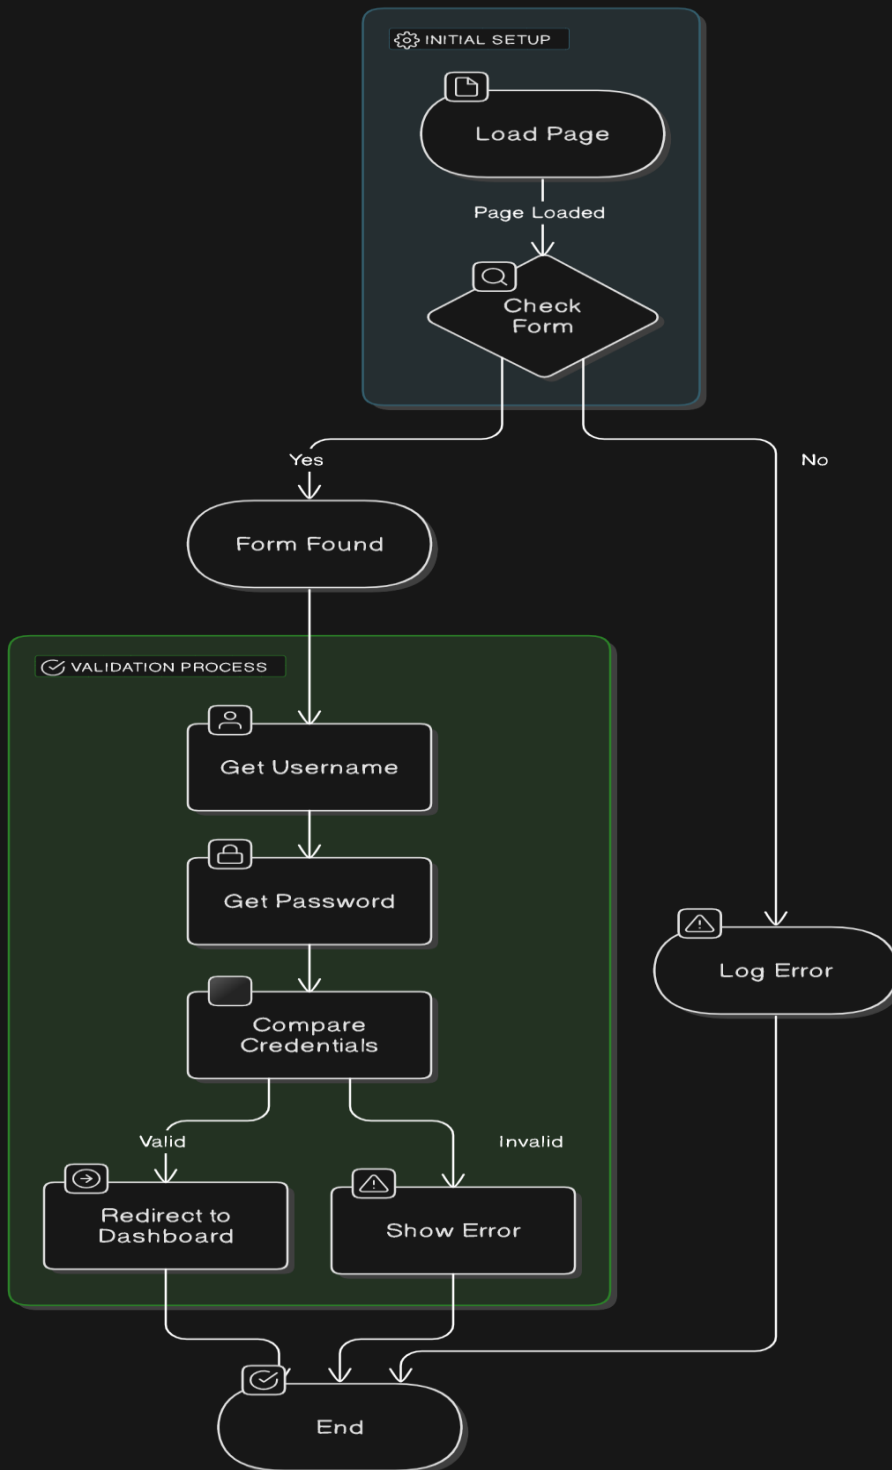 INITIAL SETUP
Load Page
Page Loaded
Check
Form
Yes
No
Form Found
VALIDATION PROCESS
Get Username
Get Password
Log Error
Compare
Credentials
Valid
Invalid
Redirect to
Dashboard
Show Error
End